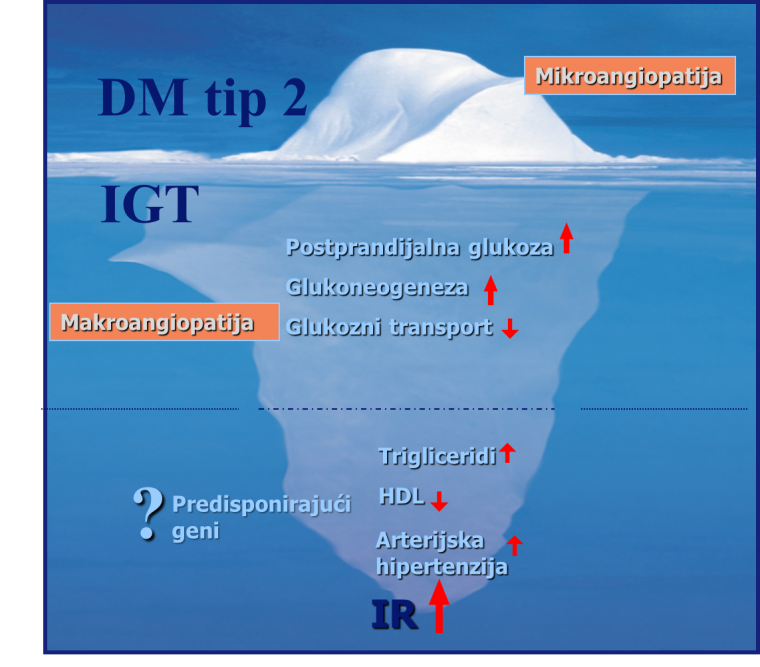 DM tip 2
Mikroangiopatija
IGT
Postprandijalna glukoza
Glukoneogeneza
Makroangiopatija
Glukozni transport
Trigliceridi
HDL
? Predisponirajući
geni
Arterijska
hipertenzija
IR